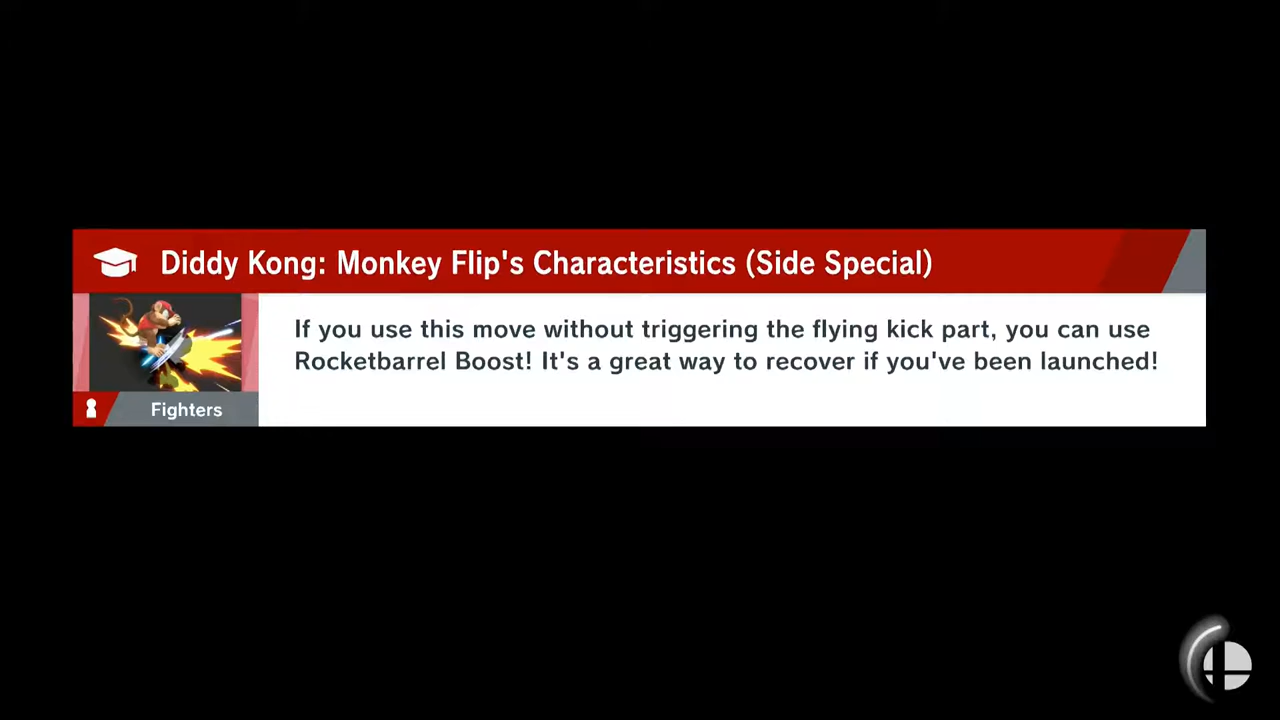 Diddy Kong: Monkey Flip's Characteristics (Side Special)
If you use this move without triggering the flying kick part, you can use
Rocketbarrel Boost! It's a great way to recover if you've been launched!
Fighters